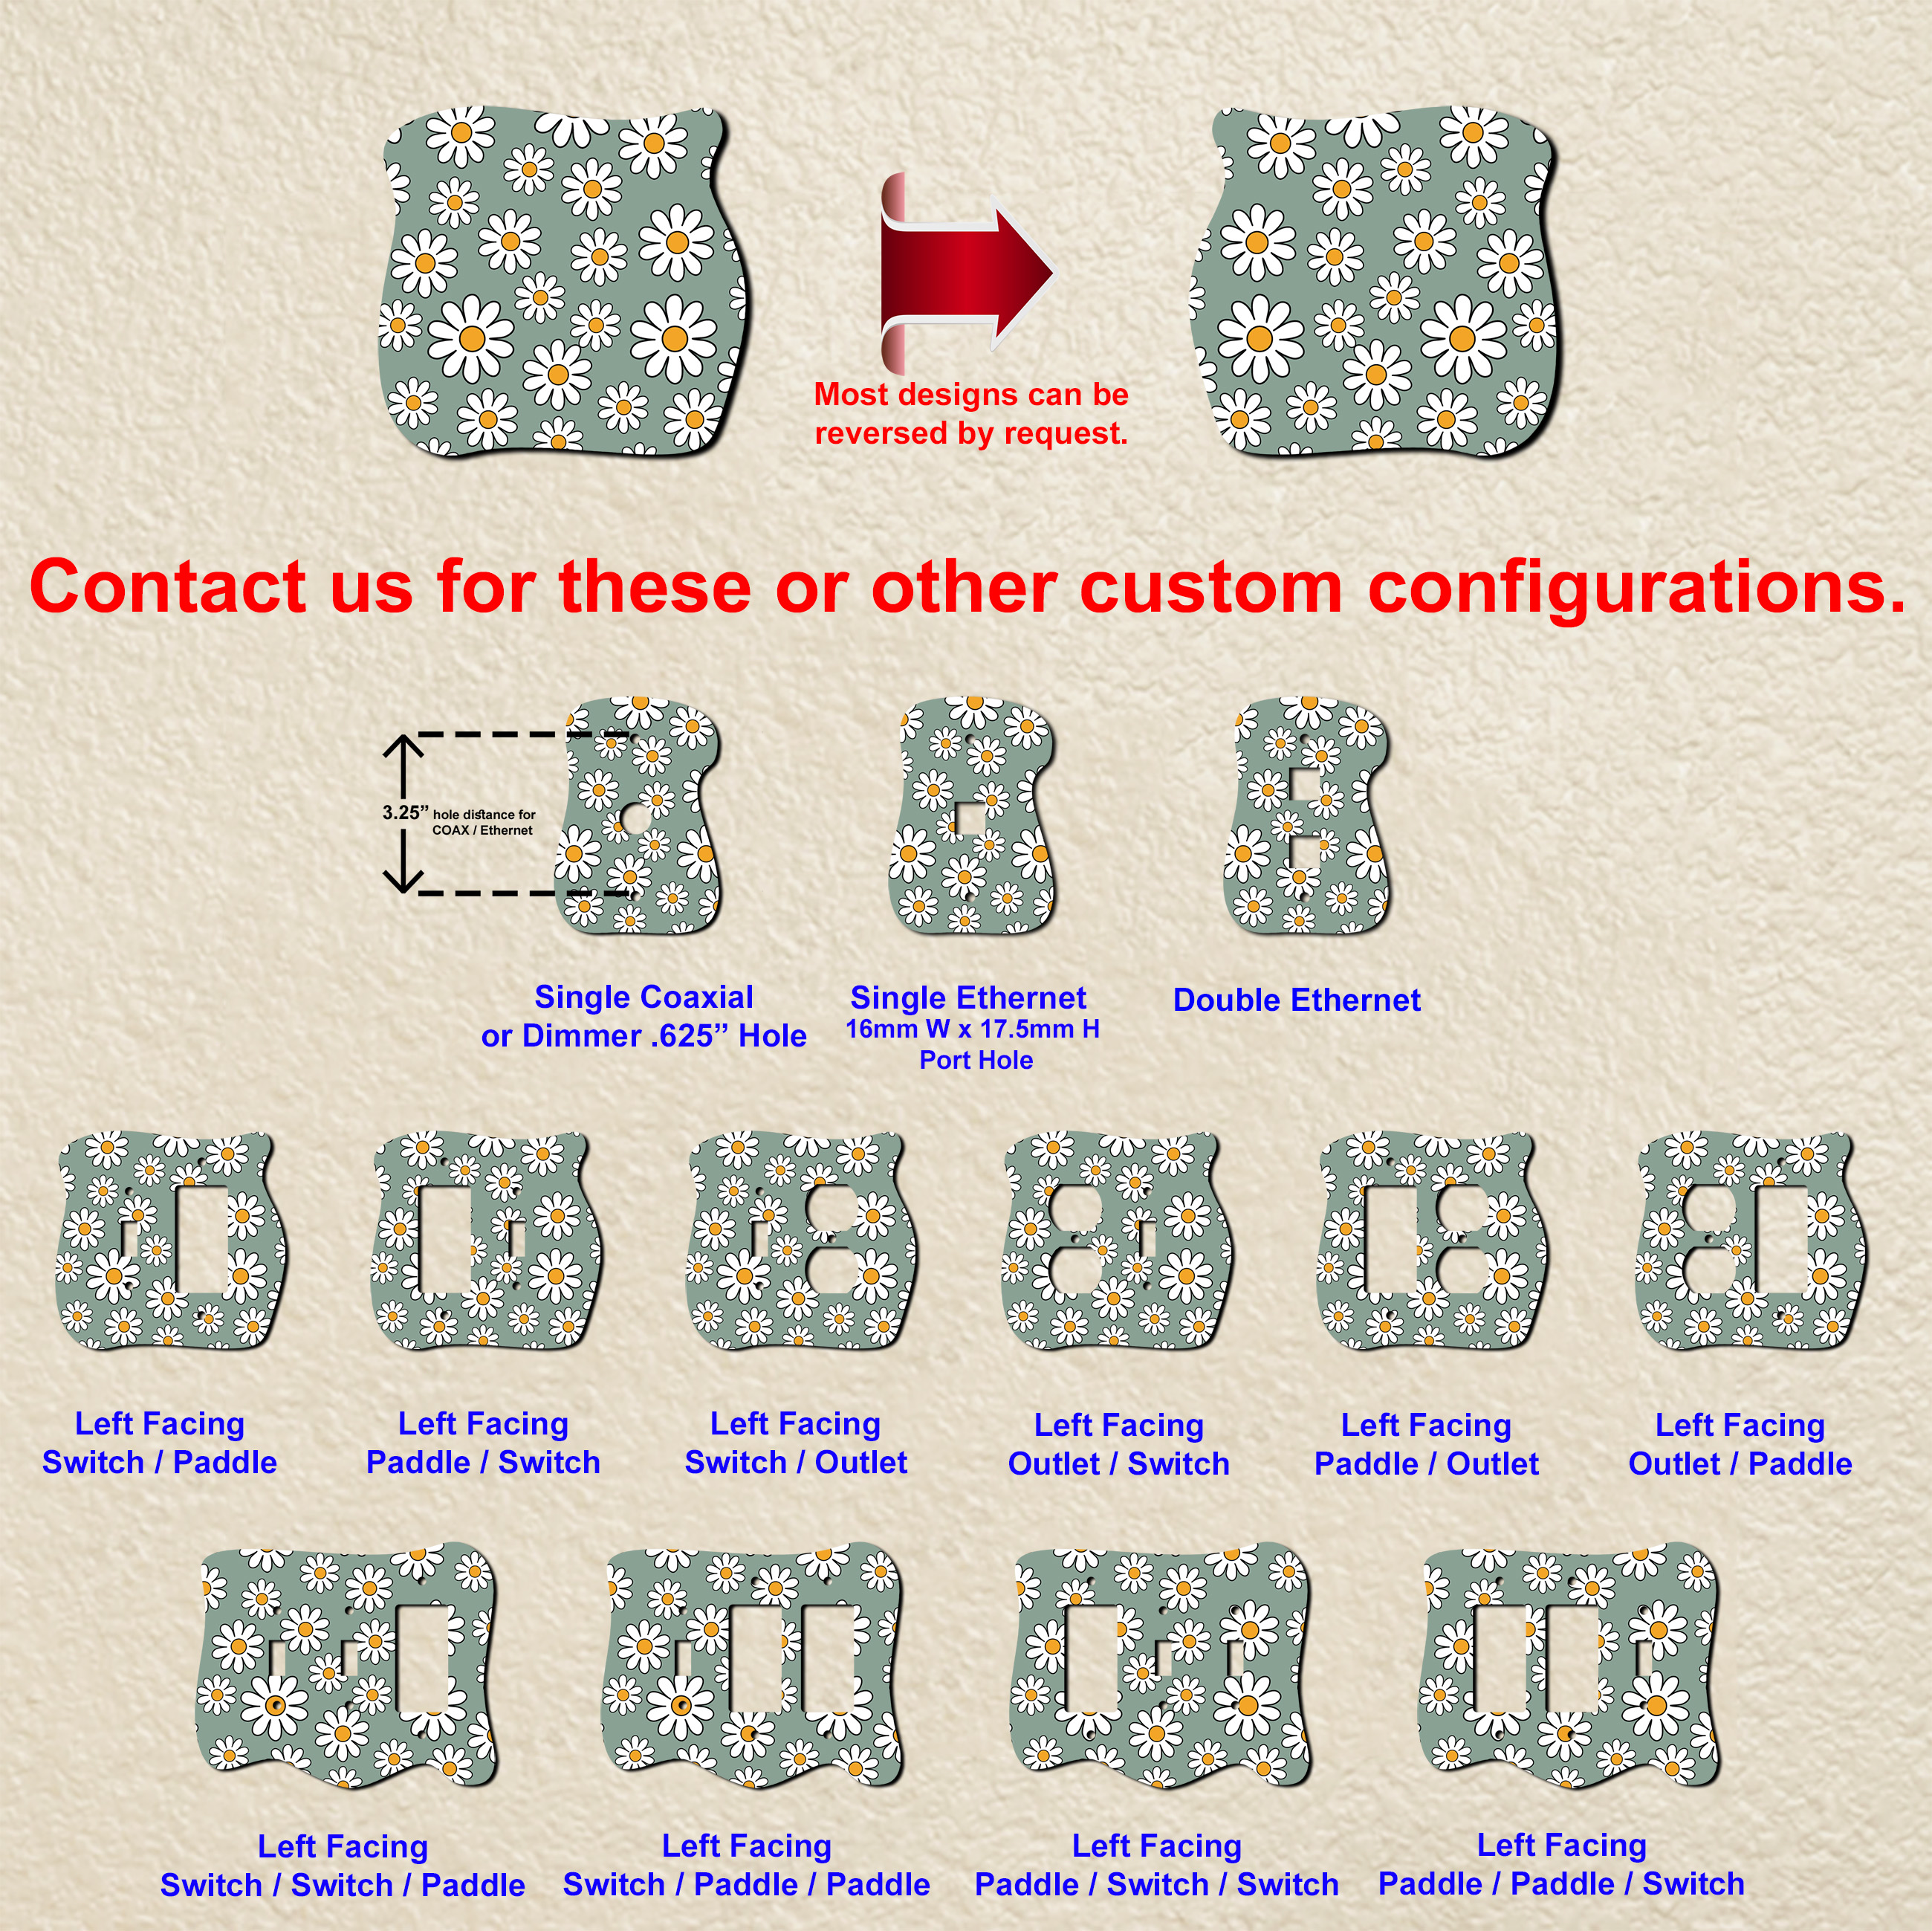 Most designs can be
reversed by request.
Contact us for these or other custom configurations.
3.25” hole distance for
COAX / Ethernet
Single Coaxial
or Dimmer .625” Hole
Single Ethernet
16mm W x 17.5mm H
Port Hole
Double Ethernet
Left Facing
Switch / Paddle
Left Facing
Paddle / Switch
Left Facing
Switch / Outlet
Left Facing
Outlet / Switch
Left Facing
Paddle / Outlet
Left Facing
Outlet / Paddle
Left Facing
Switch / Switch / Paddle
Left Facing
Switch / Paddle / Paddle
Left Facing
Paddle / Switch / Switch
Left Facing
Paddle / Paddle / Switch